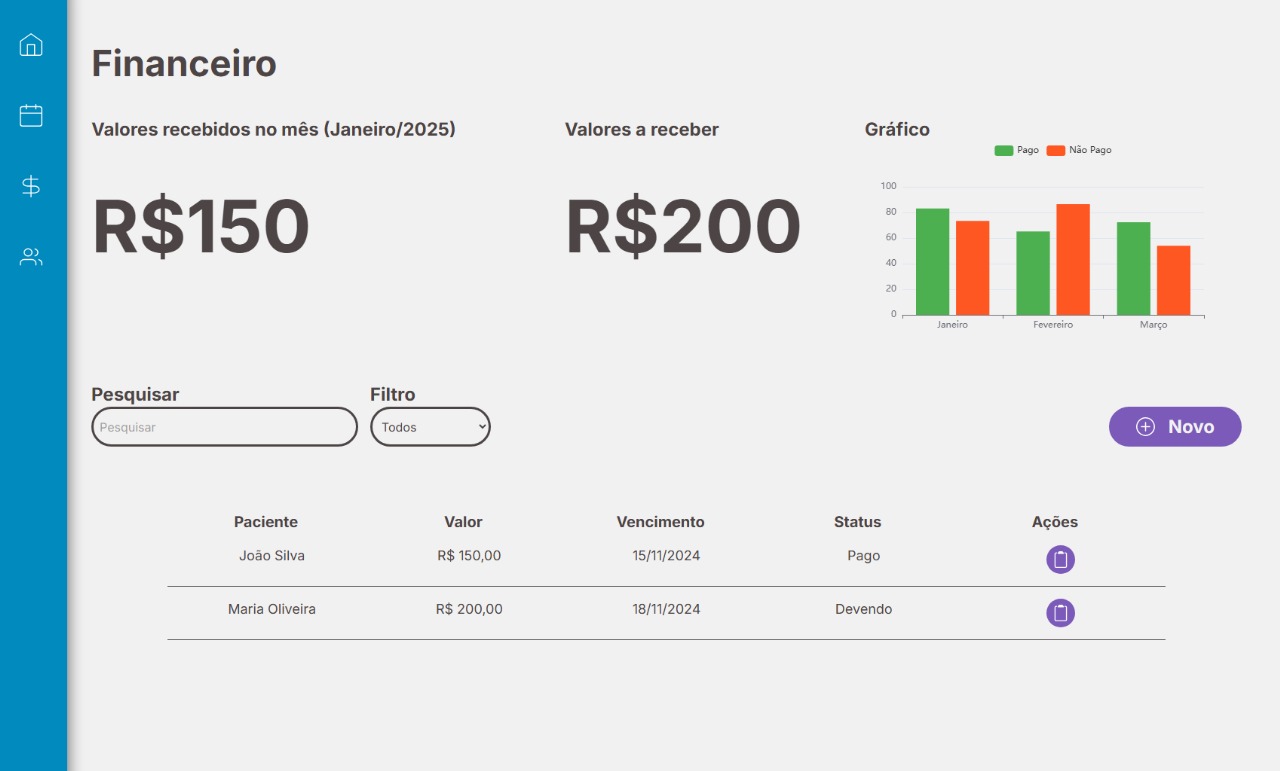 Financeiro
Valores recebidos no mês (Janeiro/2025)
R$150
Valores a receber
R$200
Gráfico
Pago Não Pago
100
80
60
40
20
0
Janeiro Fevereiro Março
Pesquisar
Pesquisar
Filtro
Todos
Novo
Paciente Valor Vencimento Status Ações
João Silva R$ 150,00 15/11/2024 Pago
Maria Oliveira R$ 200,00 18/11/2024 Devendo